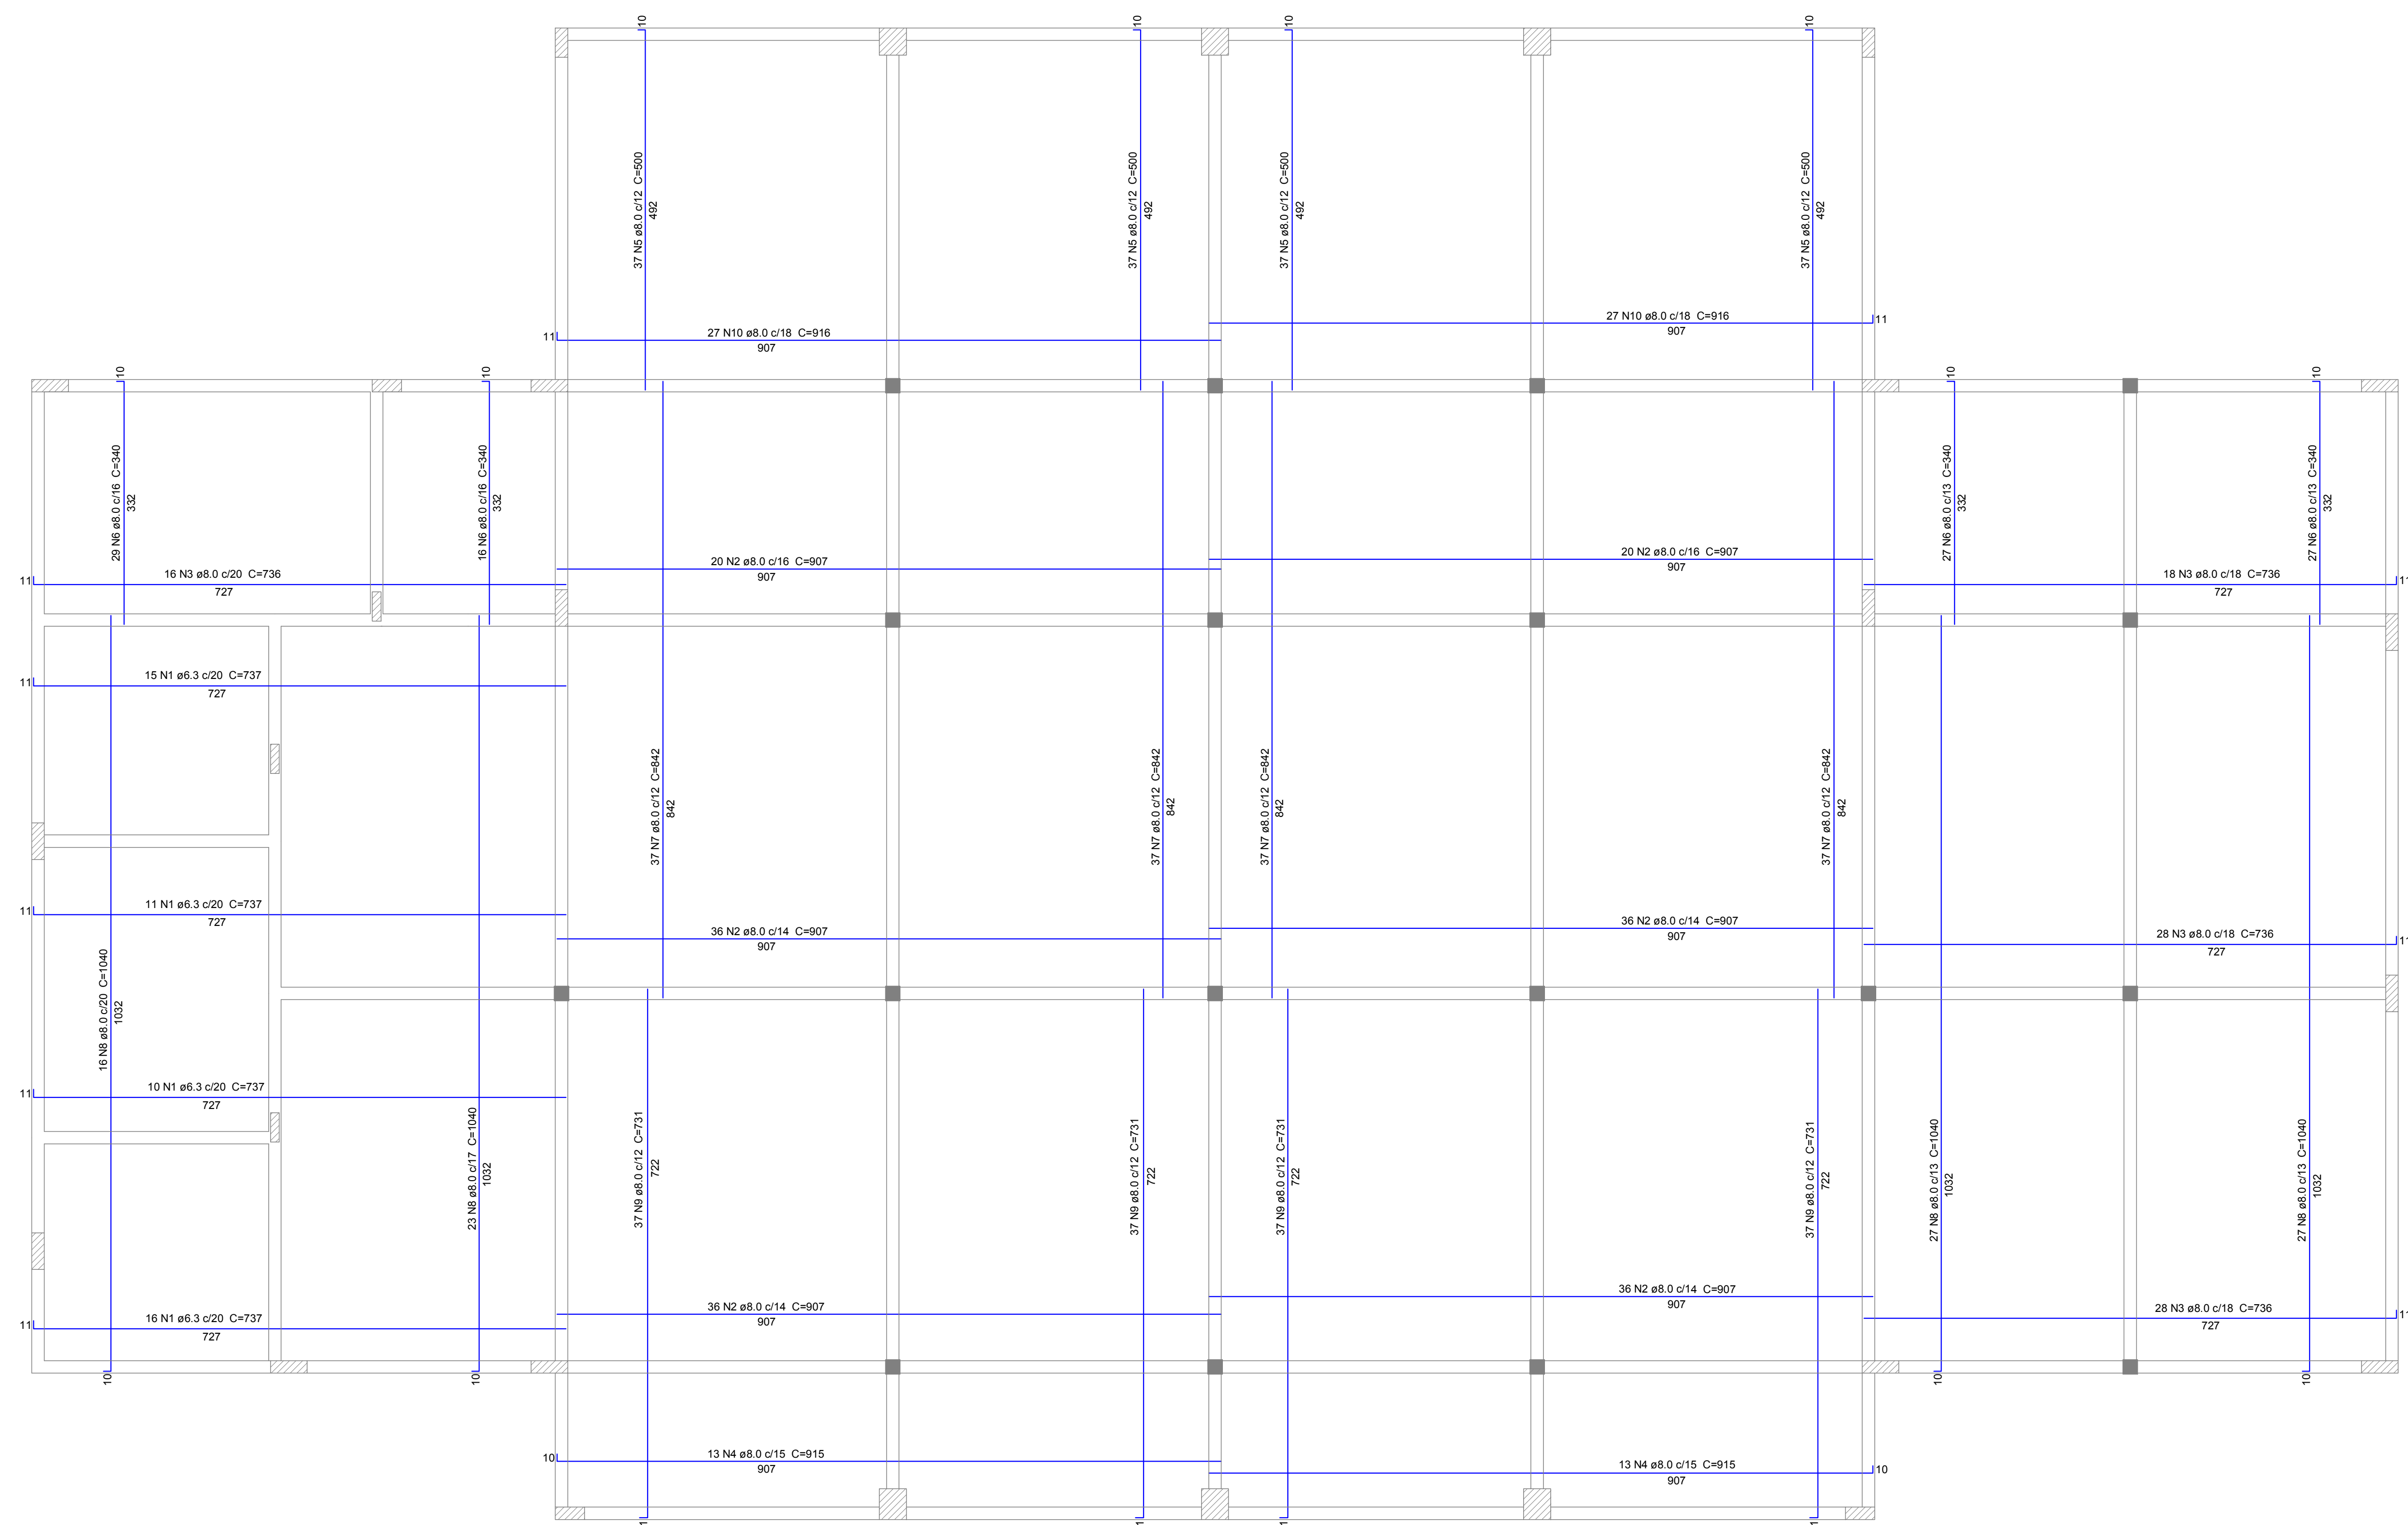 10
10
10
10
37 N5 ø8.0 c/12  C=500
492
37 N5 ø8.0 c/12  C=500
492
37 N5 ø8.0 c/12  C=500
492
37 N5 ø8.0 c/12  C=500
492
27 N10 ø8.0 c/18  C=916
907
11
27 N10 ø8.0 c/18  C=916
907
11
10
10
10
10
29 N6 ø8.0 c/16  C=340
332
16 N6 ø8.0 c/16  C=340
332
27 N6 ø8.0 c/13  C=340
332
27 N6 ø8.0 c/13  C=340
332
16 N3 ø8.0 c/20  C=736
727
11
20 N2 ø8.0 c/16  C=907
907
20 N2 ø8.0 c/16  C=907
907
18 N3 ø8.0 c/18  C=736
727
11
15 N1 ø6.3 c/20  C=737
727
11
37 N7 ø8.0 c/12  C=842
842
37 N7 ø8.0 c/12  C=842
842
37 N7 ø8.0 c/12  C=842
842
37 N7 ø8.0 c/12  C=842
842
11 N1 ø6.3 c/20  C=737
727
11
36 N2 ø8.0 c/14  C=907
907
36 N2 ø8.0 c/14  C=907
907
28 N3 ø8.0 c/18  C=736
727
11
16 N8 ø8.0 c/20  C=1040
1032
10 N1 ø6.3 c/20  C=737
727
11
23 N8 ø8.0 c/17  C=1040
1032
37 N9 ø8.0 c/12  C=731
722
37 N9 ø8.0 c/12  C=731
722
37 N9 ø8.0 c/12  C=731
722
37 N9 ø8.0 c/12  C=731
722
27 N8 ø8.0 c/13  C=1040
1032
27 N8 ø8.0 c/13  C=1040
1032
16 N1 ø6.3 c/20  C=737
727
11
36 N2 ø8.0 c/14  C=907
907
36 N2 ø8.0 c/14  C=907
907
28 N3 ø8.0 c/18  C=736
727
11
10
10
10
10
13 N4 ø8.0 c/15  C=915
907
10
13 N4 ø8.0 c/15  C=915
907
10